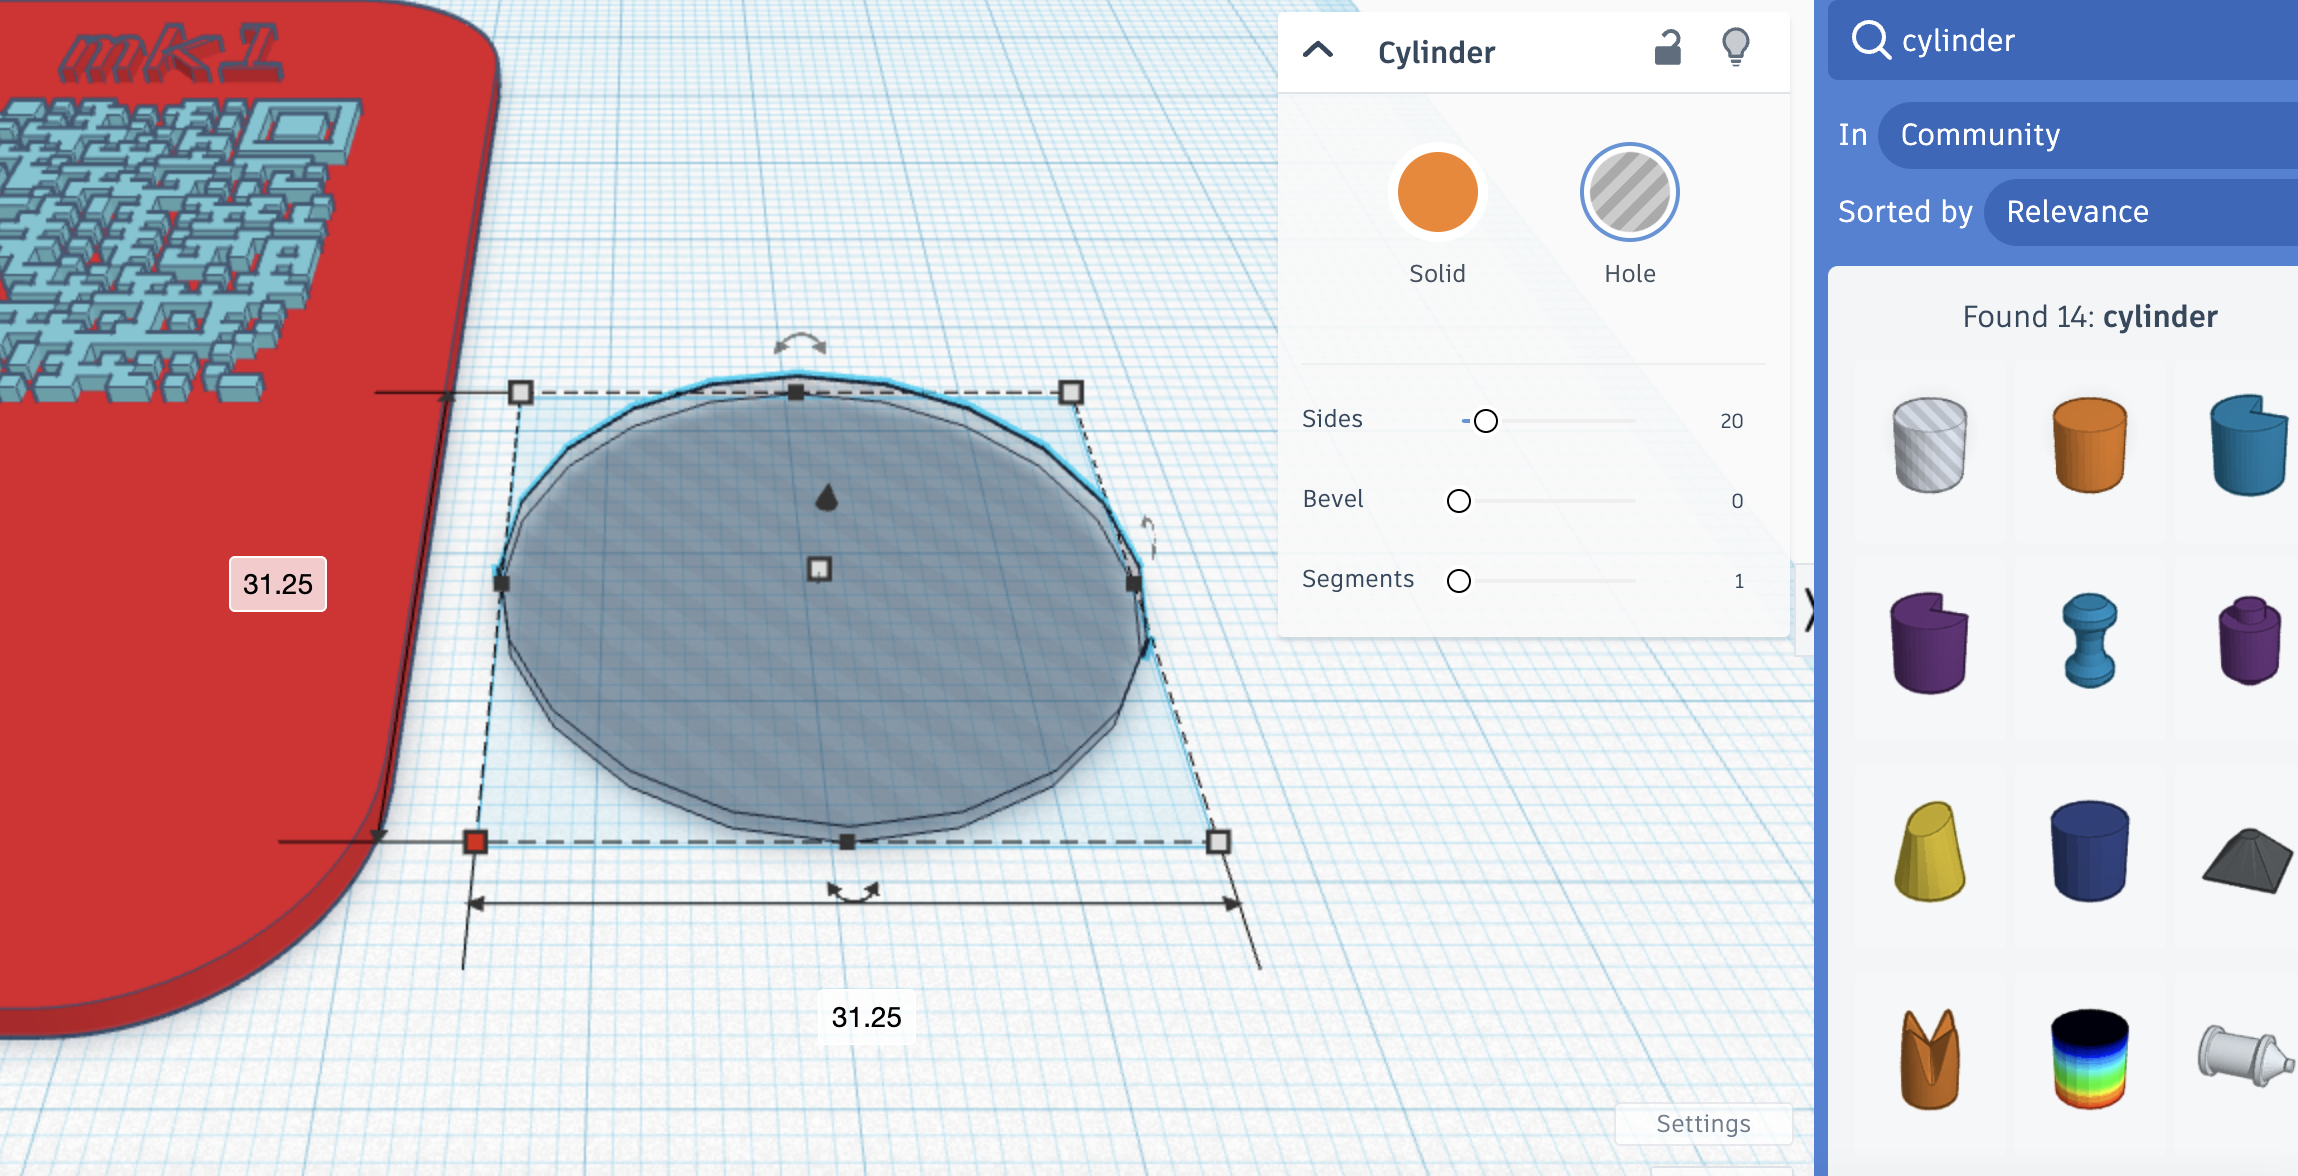 mk1
Cylinder
Solid
Hole
Sides
20
Bevel
0
Segments
1
31.25
31.25
Settings
cylinder
In Community
Sorted by Relevance
Found 14: cylinder